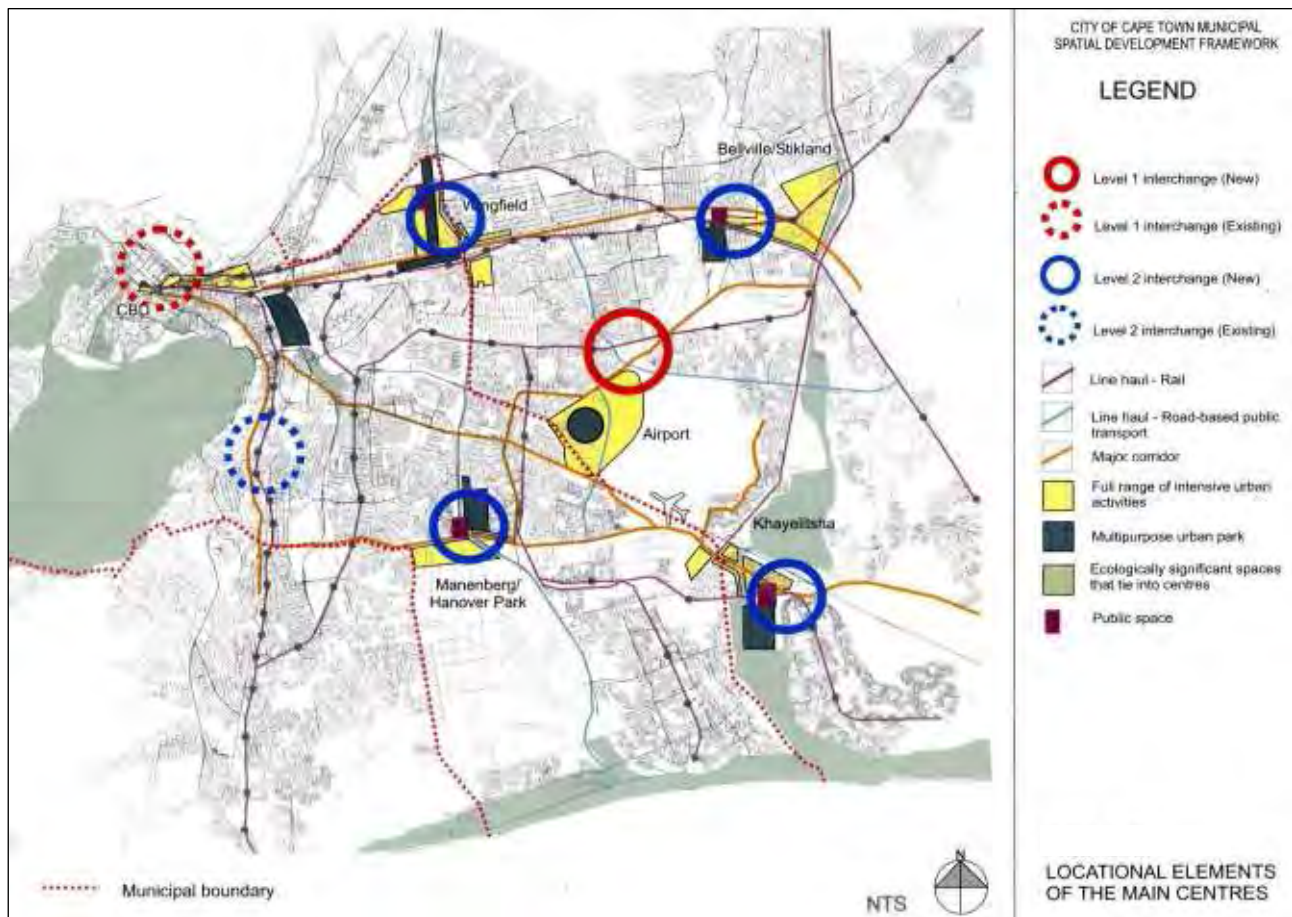 CITY OF CAPE TOWN MUNICIPAL
SPATIAL DEVELOPMENT FRAMEWORK
LEGEND
Level 1 interchange (New)
Level 1 interchange (Existing)
Level 2 interchange (New)
Level 2 interchange (Existing)
Line haul - Rail
Line haul - Road-based public
transport
Major corridor
Full range of intensive urban
activities
Multipurpose urban park
Ecologically significant spaces
that tie into centres
Public space
Bellville/Stikland
Wingfield
CBD
Airport
Khayelitsha
Manenberg/
Hanover Park
Municipal boundary
NTS
N
LOCATIONAL ELEMENTS
OF THE MAIN CENTRES